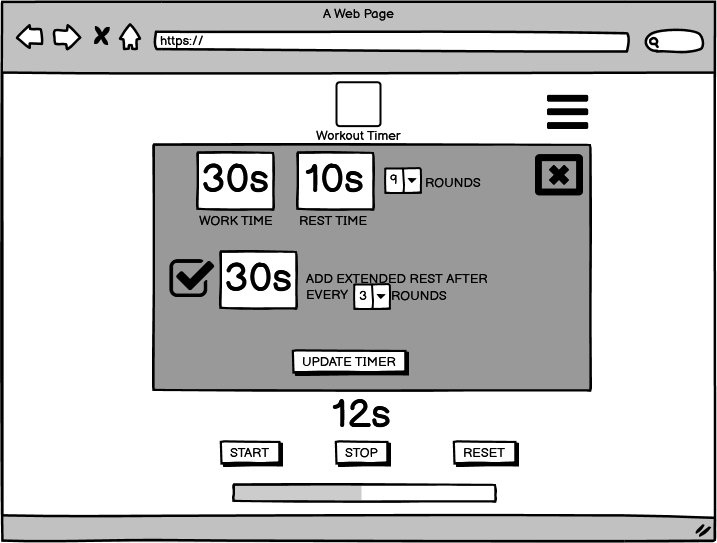 A Web Page
https://
Workout Timer
30s 10s 9 ROUNDS
WORK TIME REST TIME
30s ADD EXTENDED REST AFTER
EVERY 3 ROUNDS
UPDATE TIMER
12s
START STOP RESET